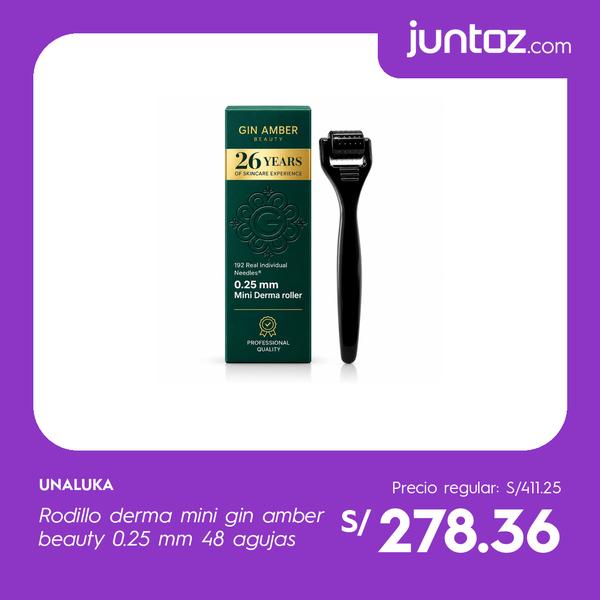 juntoz.com
GIN AMBER
BEAUTY
26 YEARS
OF SKINCARE EXPERIENCE
G
192 Real Individual
Needles®
0.25 mm
Mini Derma roller
PROFESSIONAL
QUALITY
UNALUKA
Rodillo derma mini gin amber
beauty 0.25 mm 48 agujas
Precio regular: S/411.25
S/ 278.36